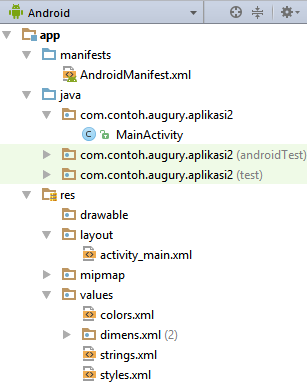 Android
app
manifests
AndroidManifest.xml
java
com.contoh.augury.aplikasi2
C MainActivity
com.contoh.augury.aplikasi2 (androidTest)
com.contoh.augury.aplikasi2 (test)
res
drawable
layout
activity_main.xml
mipmap
values
colors.xml
dimens.xml (2)
strings.xml
styles.xml